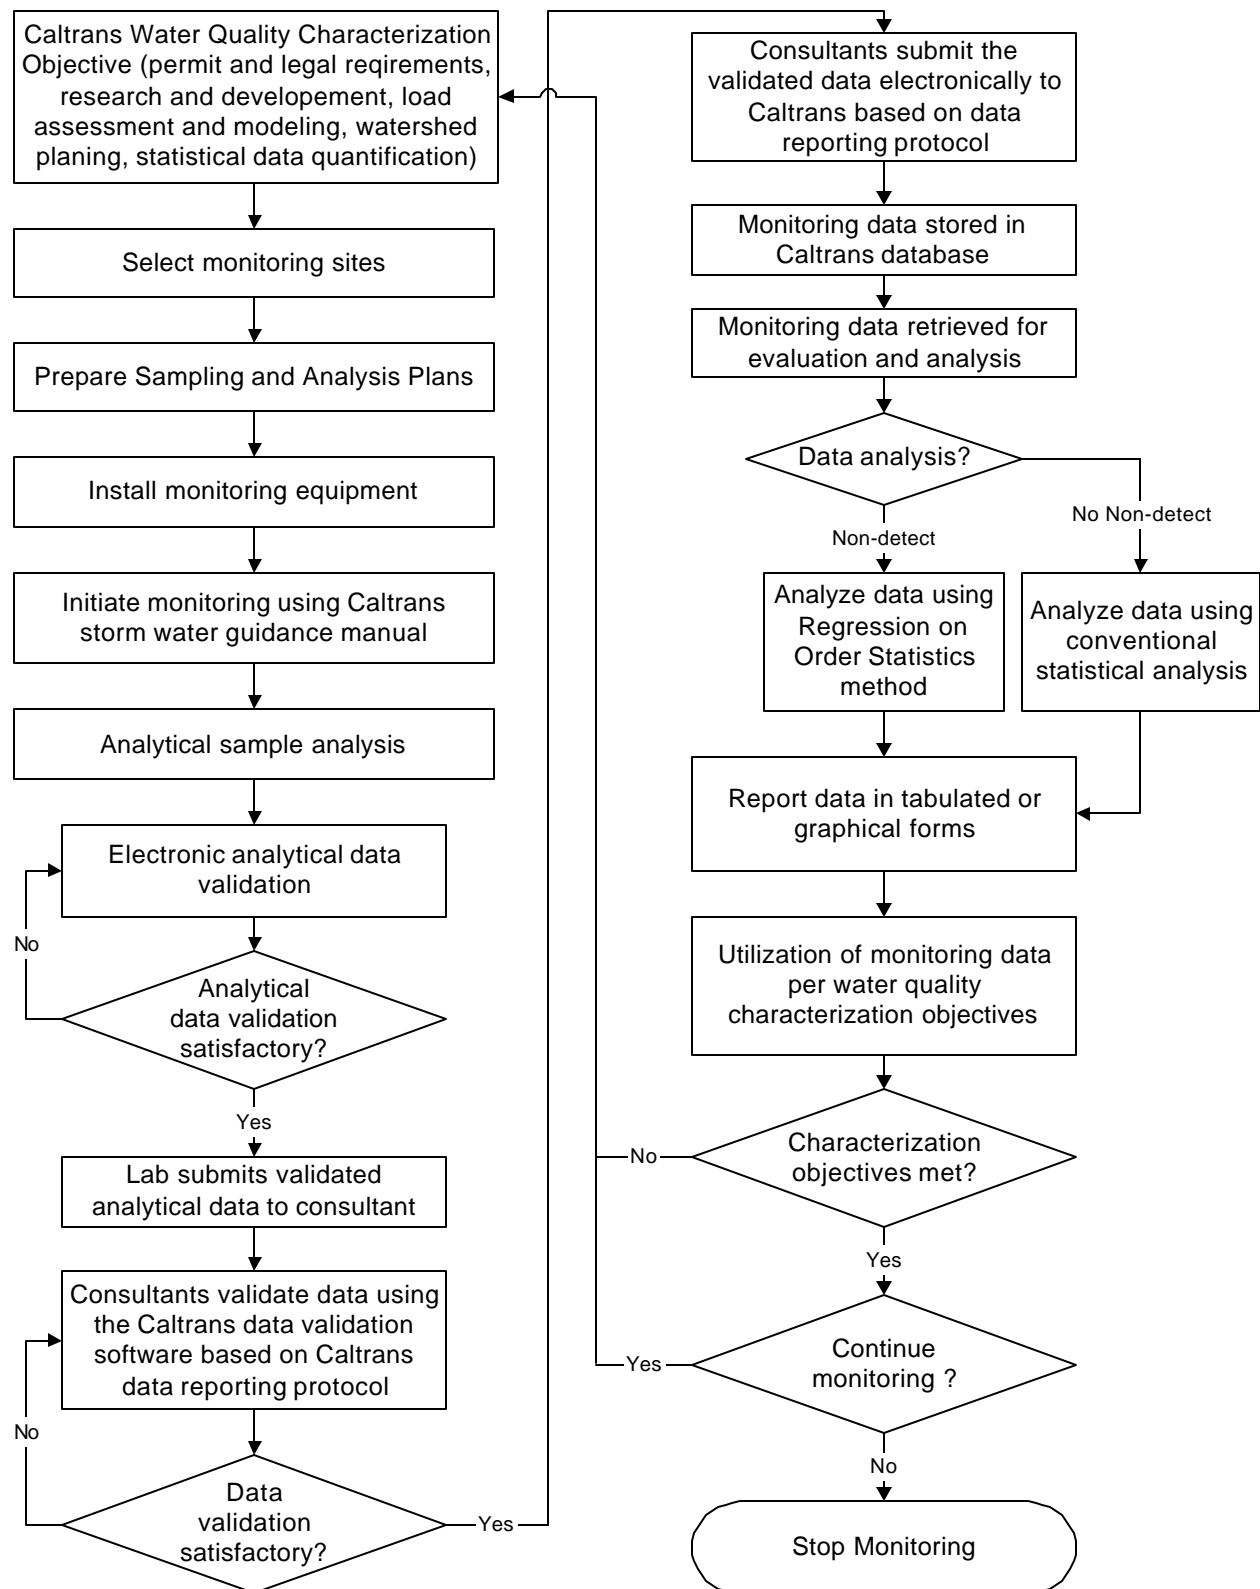 Caltrans Water Quality Characterization
Objective (permit and legal reqirements,
research and developement, load
assessment and modeling, watershed
planing, statistical data quantification)
Select monitoring sites
Prepare Sampling and Analysis Plans
Install monitoring equipment
Initiate monitoring using Caltrans
storm water guidance manual
Analytical sample analysis
Electronic analytical data
validation
No
Analytical
data validation
satisfactory?
Yes
Lab submits validated
analytical data to consultant
Consultants validate data using
the Caltrans data validation
software based on Caltrans
data reporting protocol
No
Data
validation
satisfactory?
Yes
Consultants submit the
validated data electronically to
Caltrans based on data
reporting protocol
Monitoring data stored in
Caltrans database
Monitoring data retrieved for
evaluation and analysis
Data analysis?
No Non-detect
Non-detect
Analyze data using
Regression on
Order Statistics
method
Analyze data using
conventional
statistical analysis
Report data in tabulated or
graphical forms
Utilization of monitoring data
per water quality
characterization objectives
Characterization
objectives met?
No
Yes
Continue
monitoring ?
Yes
No
Stop Monitoring